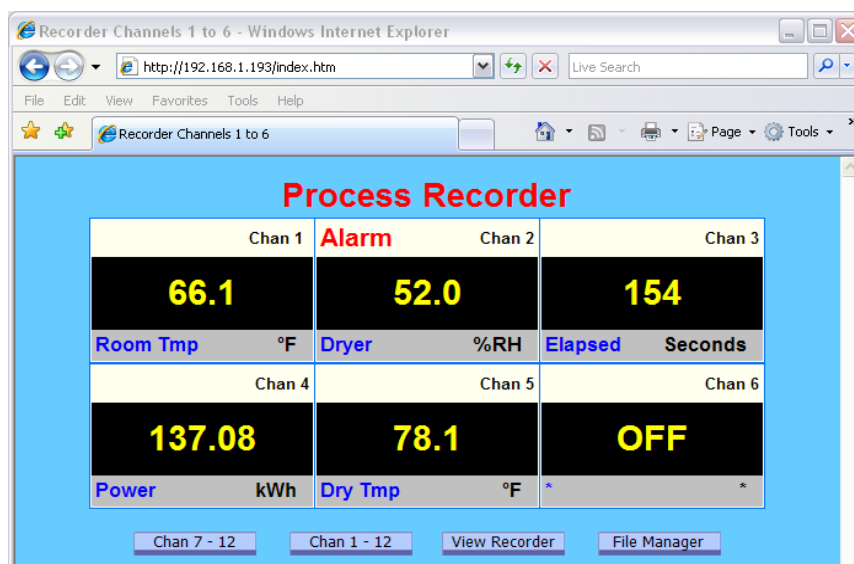 Recorder Channels 1 to 6 - Windows Internet Explorer
http://192.168.1.193/index.htm Live Search
File Edit View Favorites Tools Help
Recorder Channels 1 to 6 Page Tools »
Process Recorder
Chan 1 Alarm Chan 2 Chan 3
66.1 52.0 154
Room Tmp °F Dryer %RH Elapsed Seconds
Chan 4 Chan 5 Chan 6
137.08 78.1 OFF
Power kWh Dry Tmp °F * *
Chan 7 - 12 Chan 1 - 12 View Recorder File Manager